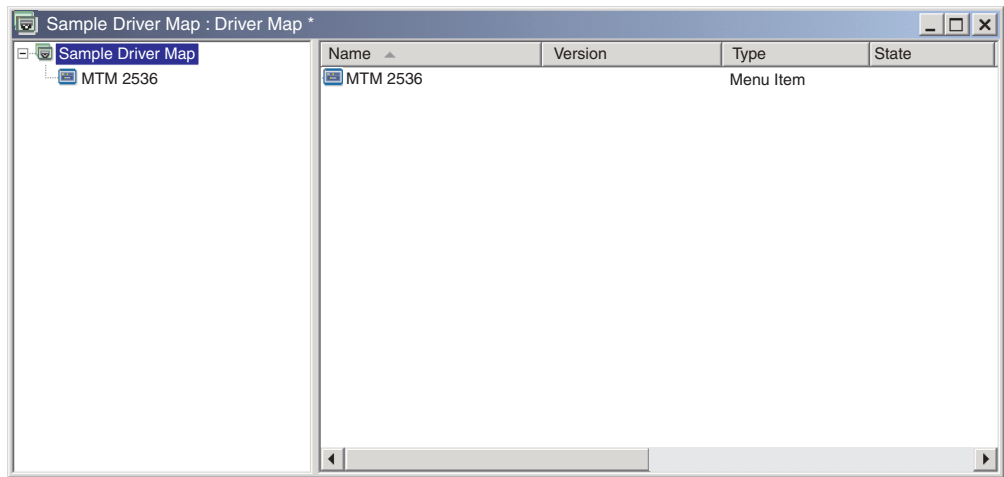 Sample Driver Map : Driver Map *
Sample Driver Map
MTM 2536
Name Version Type State
MTM 2536 Menu Item